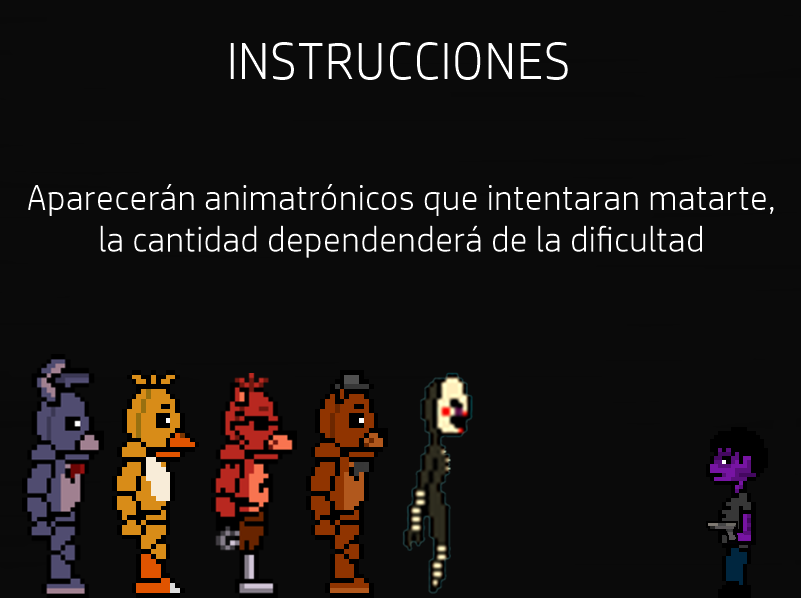 INSTRUCCIONES
Aparecerán animatrónicos que intentaran matarte,
la cantidad dependenderá de la dificultad